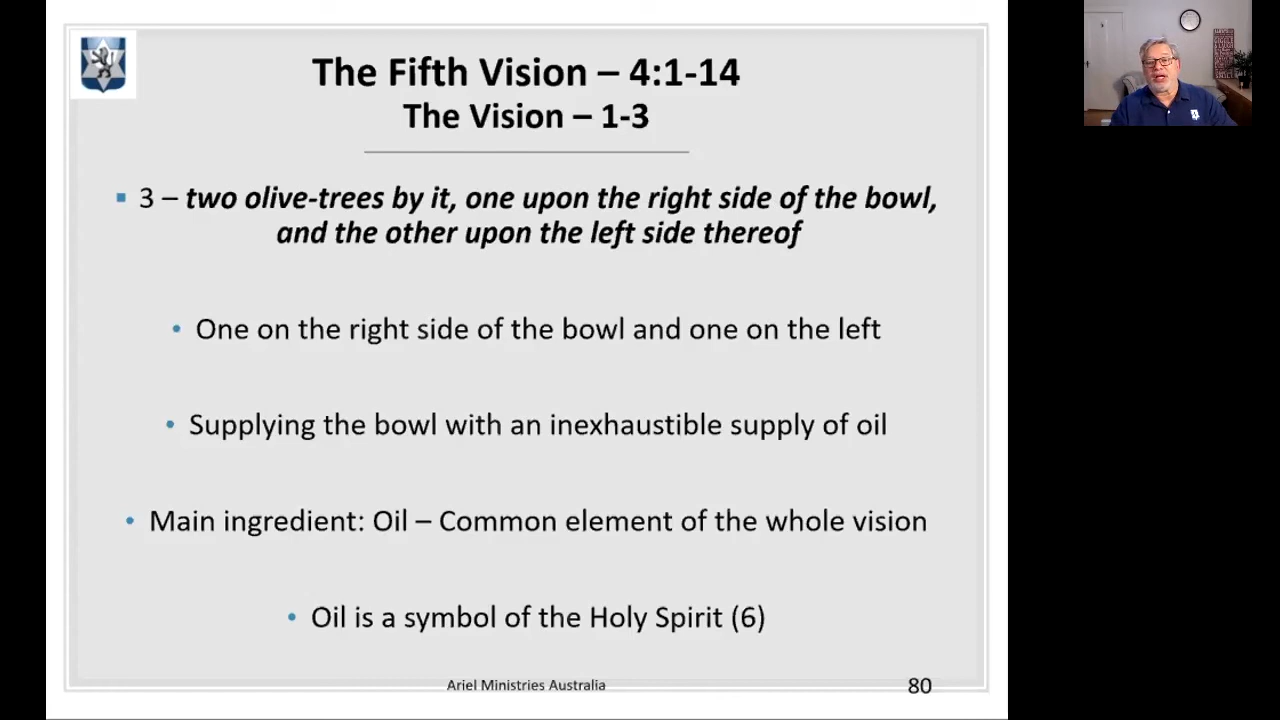 The Fifth Vision – 4:1-14
The Vision – 1-3
3 – two olive-trees by it, one upon the right side of the bowl,
and the other upon the left side thereof
One on the right side of the bowl and one on the left
Supplying the bowl with an inexhaustible supply of oil
Main ingredient: Oil – Common element of the whole vision
Oil is a symbol of the Holy Spirit (6)
Ariel Ministries Australia
80